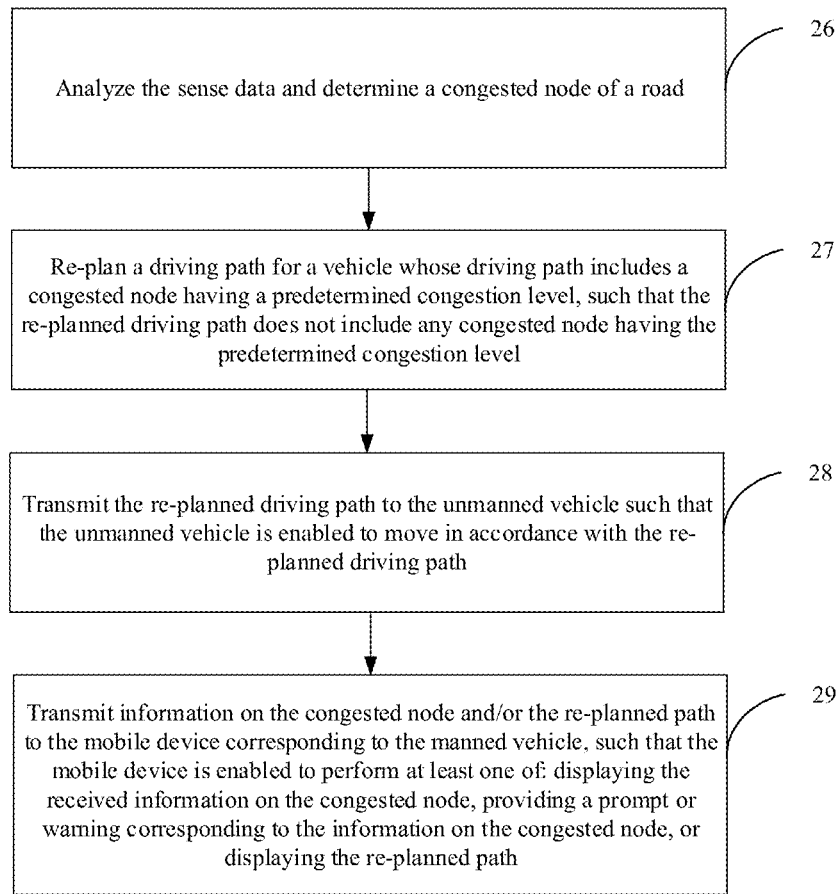 26
Analyze the sense data and determine a congested node of a road
27
Re-plan a driving path for a vehicle whose driving path includes a
congested node having a predetermined congestion level, such that the
re-planned driving path does not include any congested node having the
predetermined congestion level
28
Transmit the re-planned driving path to the unmanned vehicle such that
the unmanned vehicle is enabled to move in accordance with the re-
planned driving path
29
Transmit information on the congested node and/or the re-planned path
to the mobile device corresponding to the manned vehicle, such that the
mobile device is enabled to perform at least one of: displaying the
received information on the congested node, providing a prompt or
warning corresponding to the information on the congested node, or
displaying the re-planned path